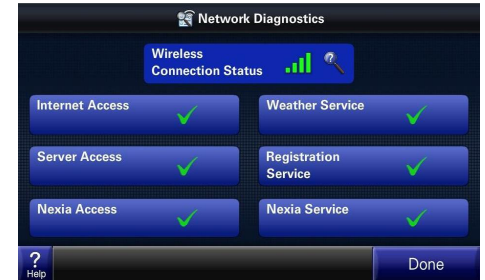 Network Diagnostics
Wireless
Connection Status
Internet Access
Weather Service
Server Access
Registration
Service
Nexia Access
Nexia Service
?
Help
Done